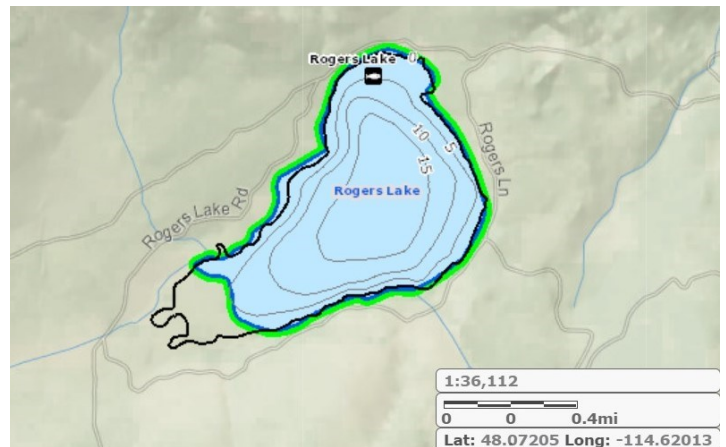 Rogers Lake
0
10
5
15
Rogers Ln
Rogers Lake
Rogers Lake Rd
1:36,112
0 0 0.4mi
Lat: 48.07205 Long: -114.62013